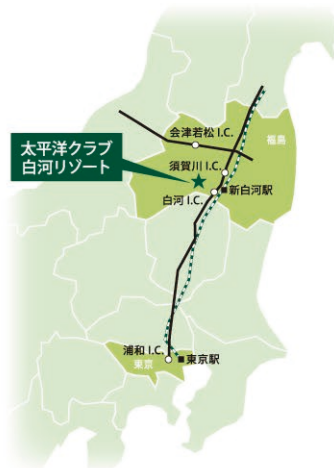 会津若松 I.C.
福島
太平洋クラブ
白河リゾート
須賀川 I.C.
新白河駅
白河 I.C.
浦和 I.C.
東京
東京駅